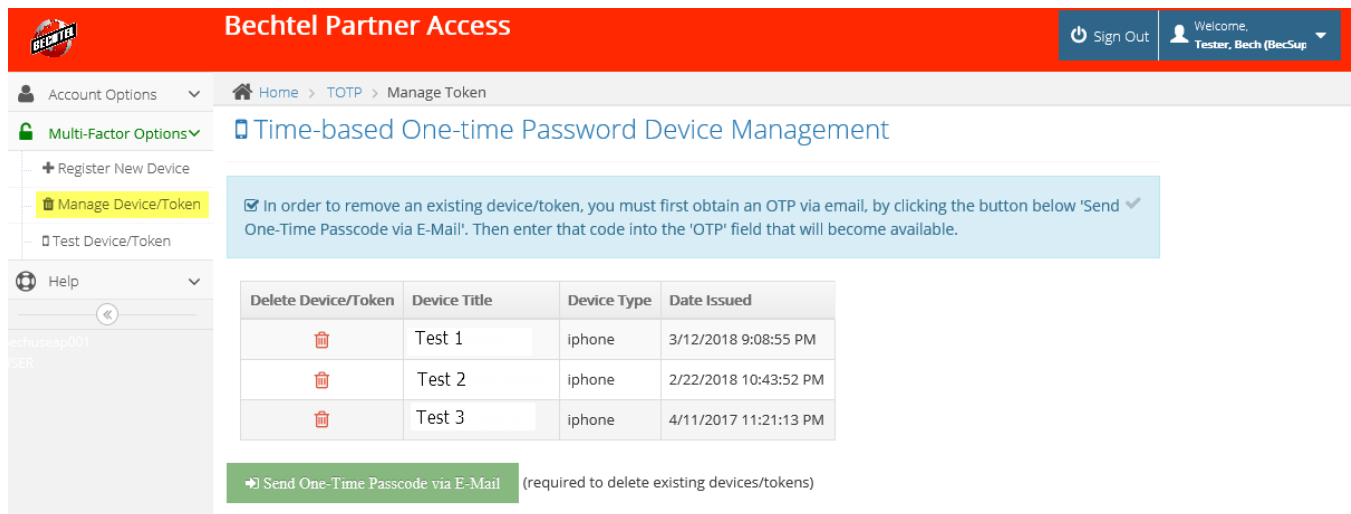 BECHTEL
Bechtel Partner Access
Sign Out
Welcome,
Tester, Bech (BecSup
Account Options
Multi-Factor Options
Register New Device
Manage Device/Token
Test Device/Token
Help
echuseap001
SER
Home > TOTP > Manage Token
Time-based One-time Password Device Management
In order to remove an existing device/token, you must first obtain an OTP via email, by clicking the button below 'Send
One-Time Passcode via E-Mail'. Then enter that code into the 'OTP' field that will become available.
Delete Device/Token Device Title Device Type Date Issued
Test 1 iphone 3/12/2018 9:08:55 PM
Test 2 iphone 2/22/2018 10:43:52 PM
Test 3 iphone 4/11/2017 11:21:13 PM
Send One-Time Passcode via E-Mail (required to delete existing devices/tokens)